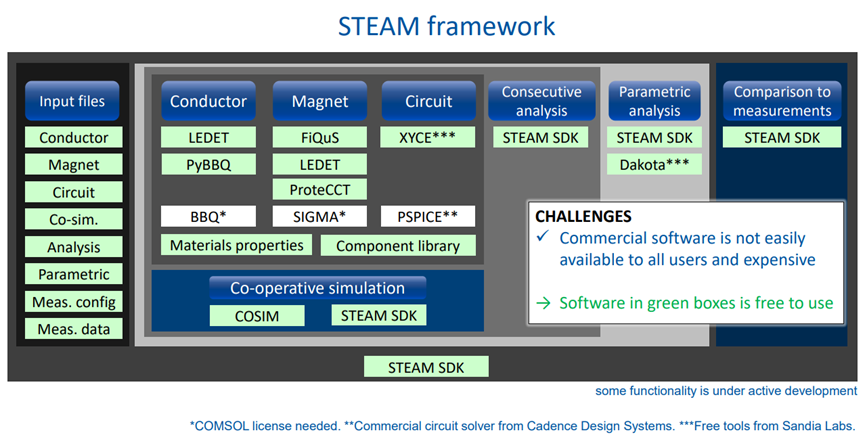 STEAM framework
Input files
Conductor
Magnet
Circuit
Co-sim.
Analysis
Parametric
Meas. config
Meas. data
Conductor
LEDET
PyBBQ
BBQ*
Magnet
FiQuS
LEDET
ProteCCT
SIGMA*
Circuit
XYCE***
PSPICE**
Materials properties
Component library
Co-operative simulation
COSIM
STEAM SDK
Consecutive
analysis
STEAM SDK
Parametric
analysis
STEAM SDK
Dakota***
Comparison to
measurements
STEAM SDK
CHALLENGES
✓ Commercial software is not easily
available to all users and expensive
→ Software in green boxes is free to use
STEAM SDK
some functionality is under active development
*COMSOL license needed. **Commercial circuit solver from Cadence Design Systems. ***Free tools from Sandia Labs.